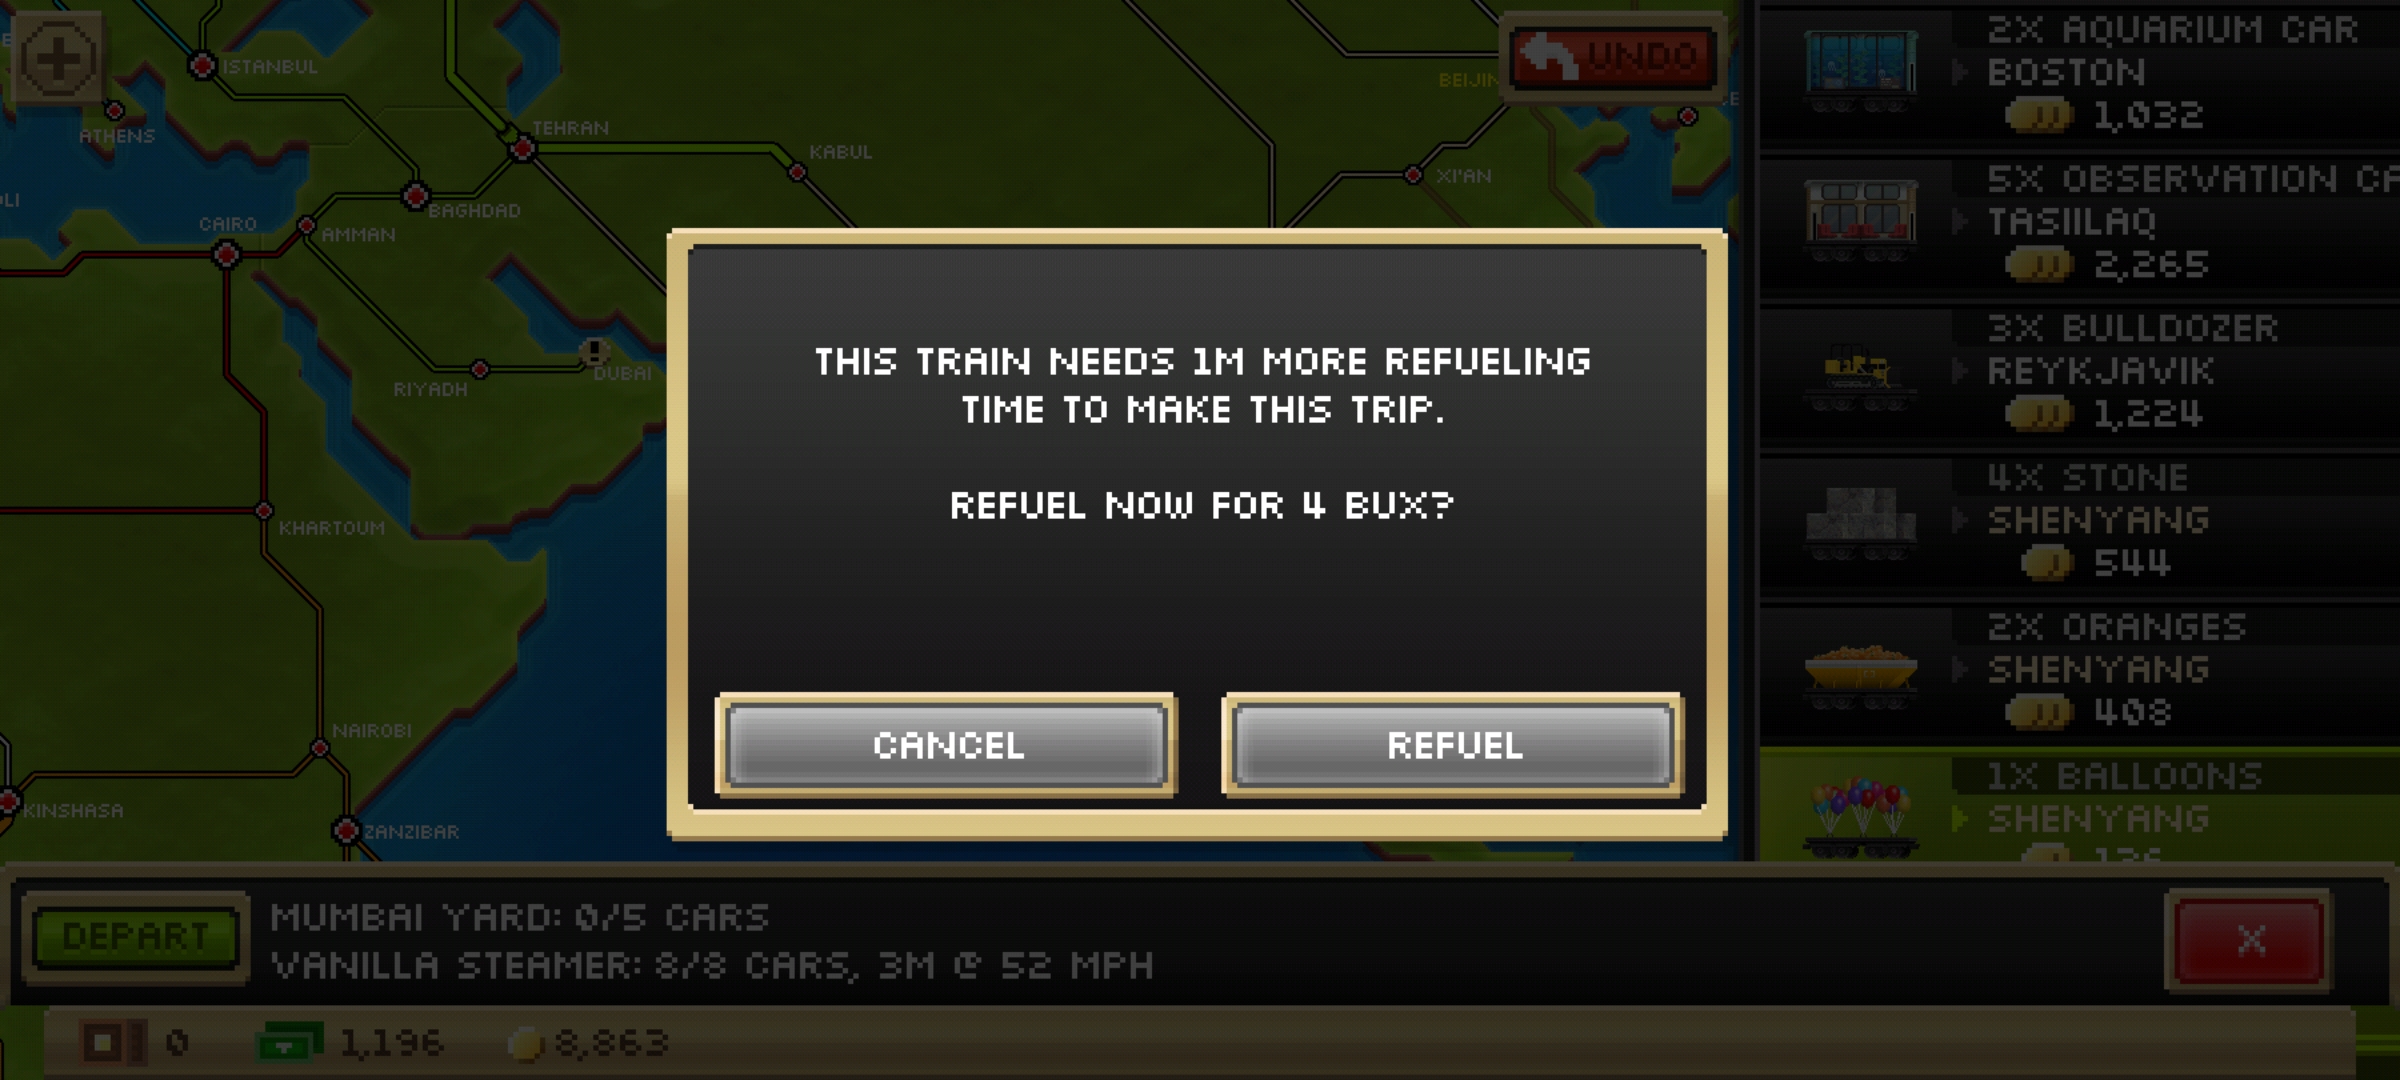 ISTANBUL
ATHENS
TEHRAN
KABUL
BAGHDAD
CAIRO
AMMAN
RIYADH
DUBAI
KHARTOUM
NAIROBI
KINSHASA
ZANZIBAR
XI'AN
UNDO
THIS TRAIN NEEDS 1M MORE REFUELING
TIME TO MAKE THIS TRIP.
REFUEL NOW FOR 4 BUX?
CANCEL
REFUEL
2X AQUARIUM CAR
BOSTON
1,032
5X OBSERVATION CA
TASIILAQ
2,265
3X BULLDOZER
REYKJAVIK
1,224
4X STONE
SHENYANG
544
2X ORANGES
SHENYANG
408
1X BALLOONS
SHENYANG
DEPART
MUMBAI YARD: 0/5 CARS
VANILLA STEAMER: 8/8 CARS, 3M @ 52 MPH
X
0
1,196
8,863